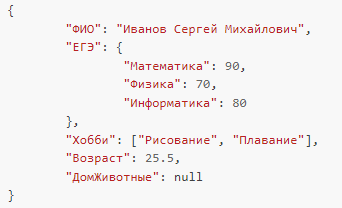 {
"ФИО": "Иванов Сергей Михайлович",
"ЕГЭ": {
"Математика": 90,
"Физика": 70,
"Информатика": 80
},
"Хобби": ["Рисование", "Плавание"],
"Возраст": 25.5,
"ДомЖивотные": null
}